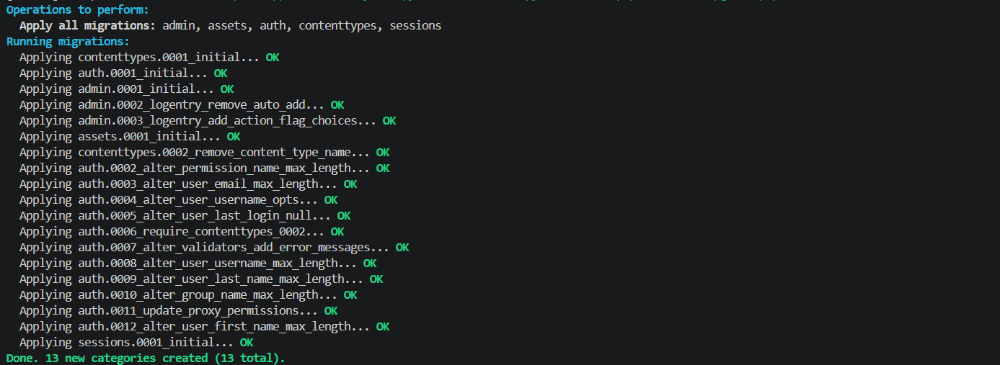 Operations to perform:
Apply all migrations: admin, assets, auth, contenttypes, sessions
Running migrations:
Applying contenttypes.0001_initial... OK
Applying auth.0001_initial... OK
Applying admin.0001_initial... OK
Applying admin.0002_logentry_remove_auto_add... OK
Applying admin.0003_logentry_add_action_flag_choices... OK
Applying assets.0001_initial... OK
Applying contenttypes.0002_remove_content_type_name... OK
Applying auth.0002_alter_permission_name_max_length... OK
Applying auth.0003_alter_user_email_max_length... OK
Applying auth.0004_alter_user_username_opts... OK
Applying auth.0005_alter_user_last_login_null... OK
Applying auth.0006_require_contenttypes_0002... OK
Applying auth.0007_alter_validators_add_error_messages... OK
Applying auth.0008_alter_user_username_max_length... OK
Applying auth.0009_alter_user_last_name_max_length... OK
Applying auth.0010_alter_group_name_max_length... OK
Applying auth.0011_update_proxy_permissions... OK
Applying auth.0012_alter_user_first_name_max_length... OK
Applying sessions.0001_initial... OK
Done. 13 new categories created (13 total).